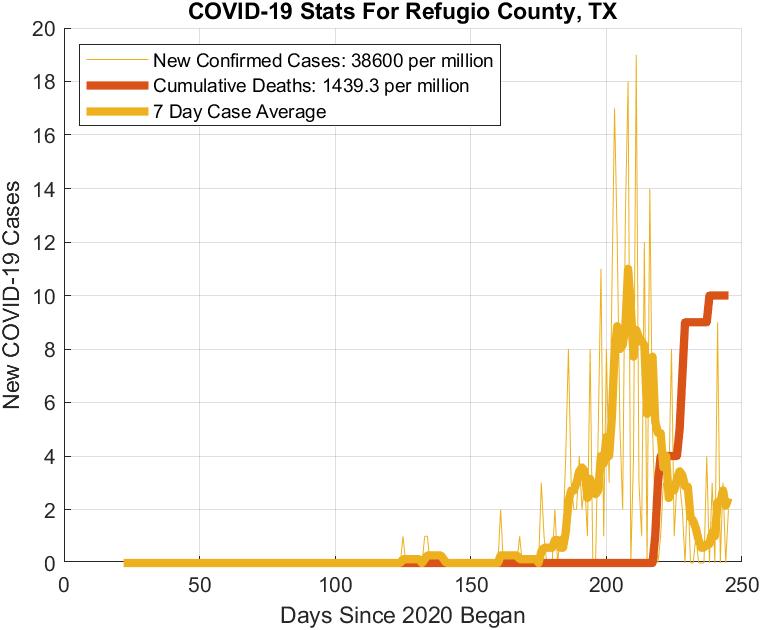 COVID-19 Stats For Refugio County, TX
New Confirmed Cases: 38600 per million
Cumulative Deaths: 1439.3 per million
7 Day Case Average
New COVID-19 Cases
20
18
16
14
12
10
8
6
4
2
0
0 50 100 150 200 250
Days Since 2020 Began